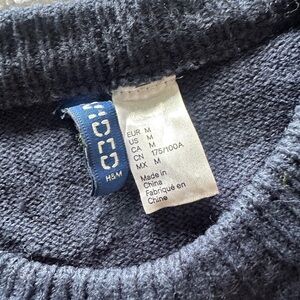 H&M
EUR M
US M
CA M
CN 175/100A
MX M
Made in
China
Fabriqué en
Chine